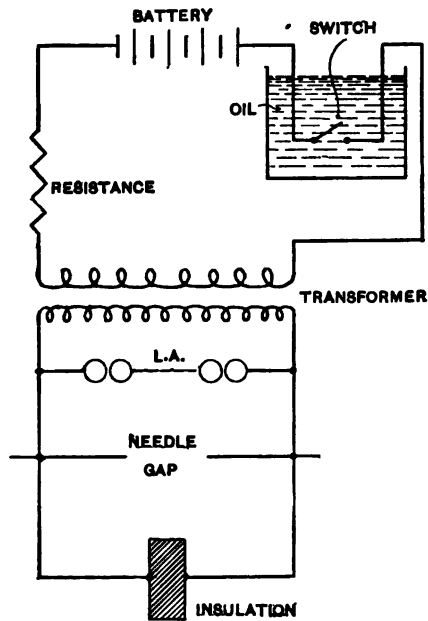 BATTERY
SWITCH
OIL
RESISTANCE
TRANSFORMER
L.A.
NEEDLE
GAP
INSULATION